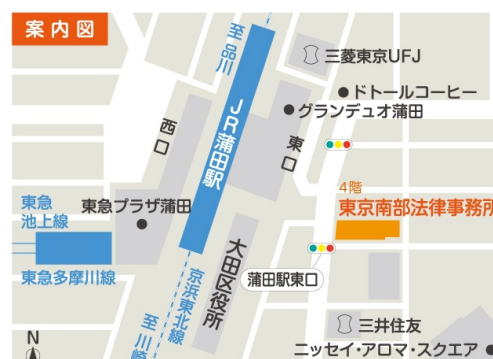 案内図
至品川
三菱東京UFJ
ドトールコーヒー
グランデュオ蒲田
西口
JR蒲田駅
東口
4階
東京南部法律事務所
東急
池上線
東急プラザ蒲田
東急多摩川線
大田区役所
蒲田駅東口
京浜東北線
至川崎
三井住友
ニッセイ・アロマ・スクエア
N